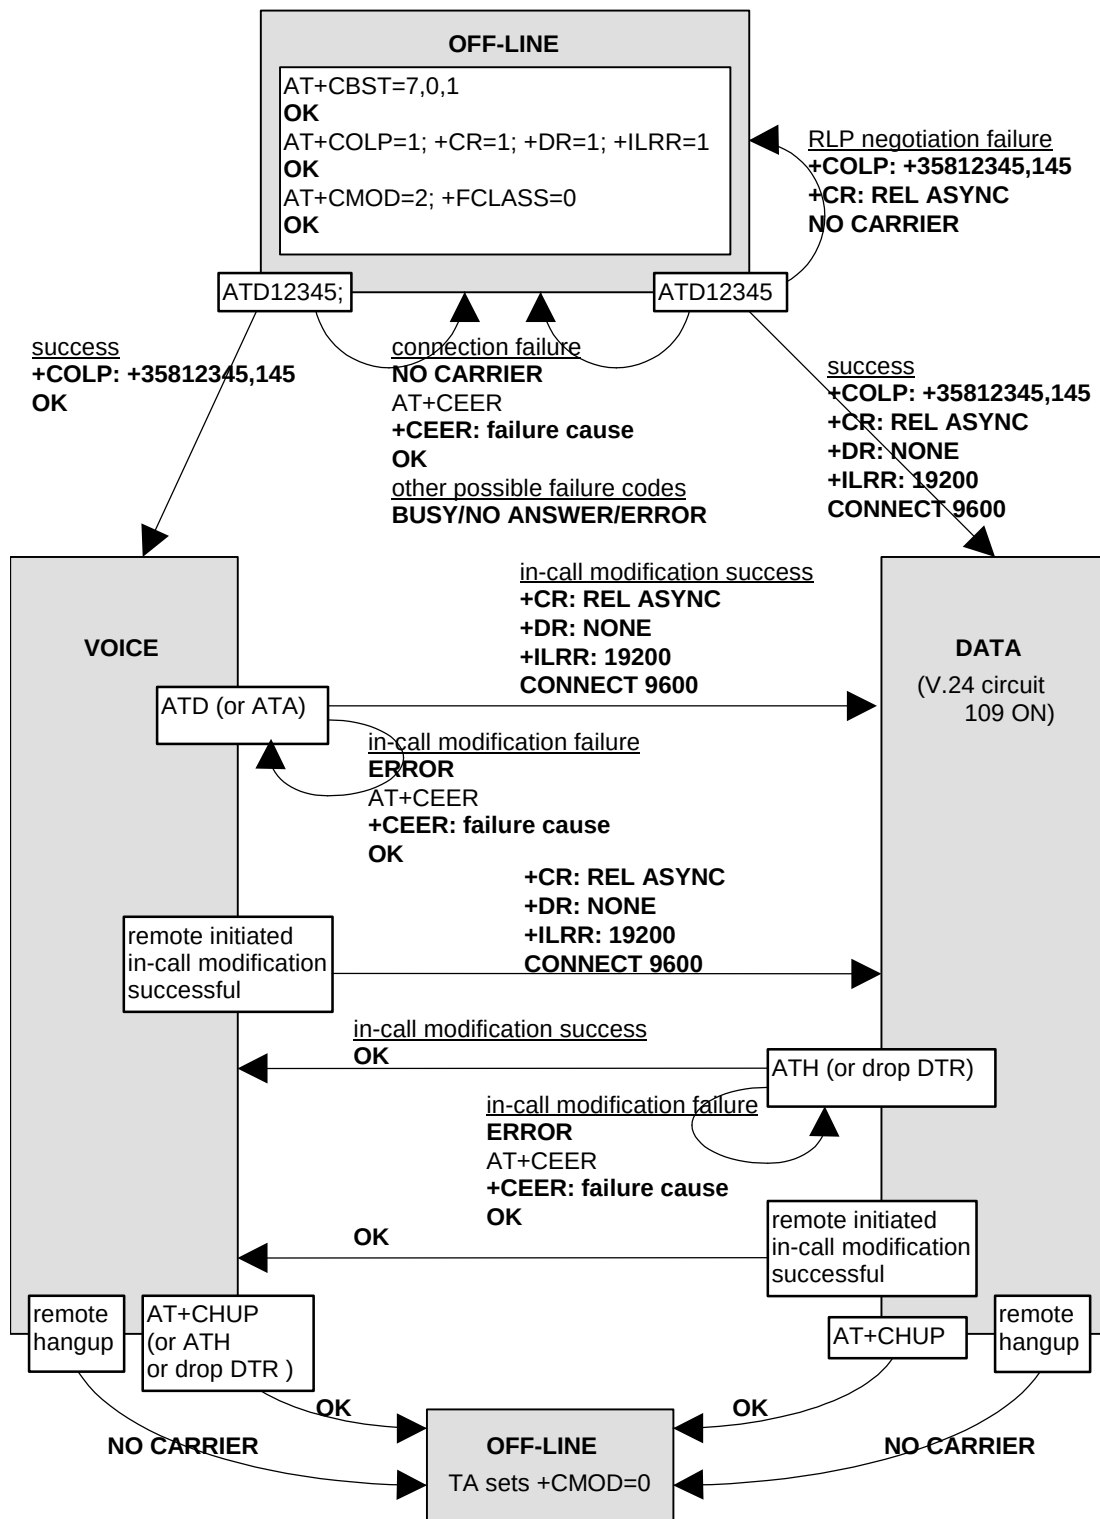 OFF-LINE
AT+CBST=7,0,1
OK
AT+COLP=1; +CR=1; +DR=1; +ILRR=1
OK
AT+CMOD=2; +FCLASS=0
OK
RLP negotiation failure
+COLP: +35812345,145
+CR: REL ASYNC
NO CARRIER
ATD12345;
ATD12345
success
+COLP: +35812345,145
OK
connection failure
NO CARRIER
AT+CEER
+CEER: failure cause
OK
other possible failure codes
BUSY/NO ANSWER/ERROR
success
+COLP: +35812345,145
+CR: REL ASYNC
+DR: NONE
+ILRR: 19200
CONNECT 9600
in-call modification success
+CR: REL ASYNC
+DR: NONE
+ILRR: 19200
CONNECT 9600
VOICE
DATA
(V.24 circuit
109 ON)
ATD (or ATA)
in-call modification failure
ERROR
AT+CEER
+CEER: failure cause
OK
+CR: REL ASYNC
+DR: NONE
+ILRR: 19200
CONNECT 9600
remote initiated
in-call modification
successful
in-call modification success
OK
ATH (or drop DTR)
in-call modification failure
ERROR
AT+CEER
+CEER: failure cause
OK
remote initiated
in-call modification
successful
OK
remote
hangup
AT+CHUP
(or ATH
or drop DTR )
AT+CHUP
remote
hangup
OK
OK
NO CARRIER
NO CARRIER
OFF-LINE
TA sets +CMOD=0